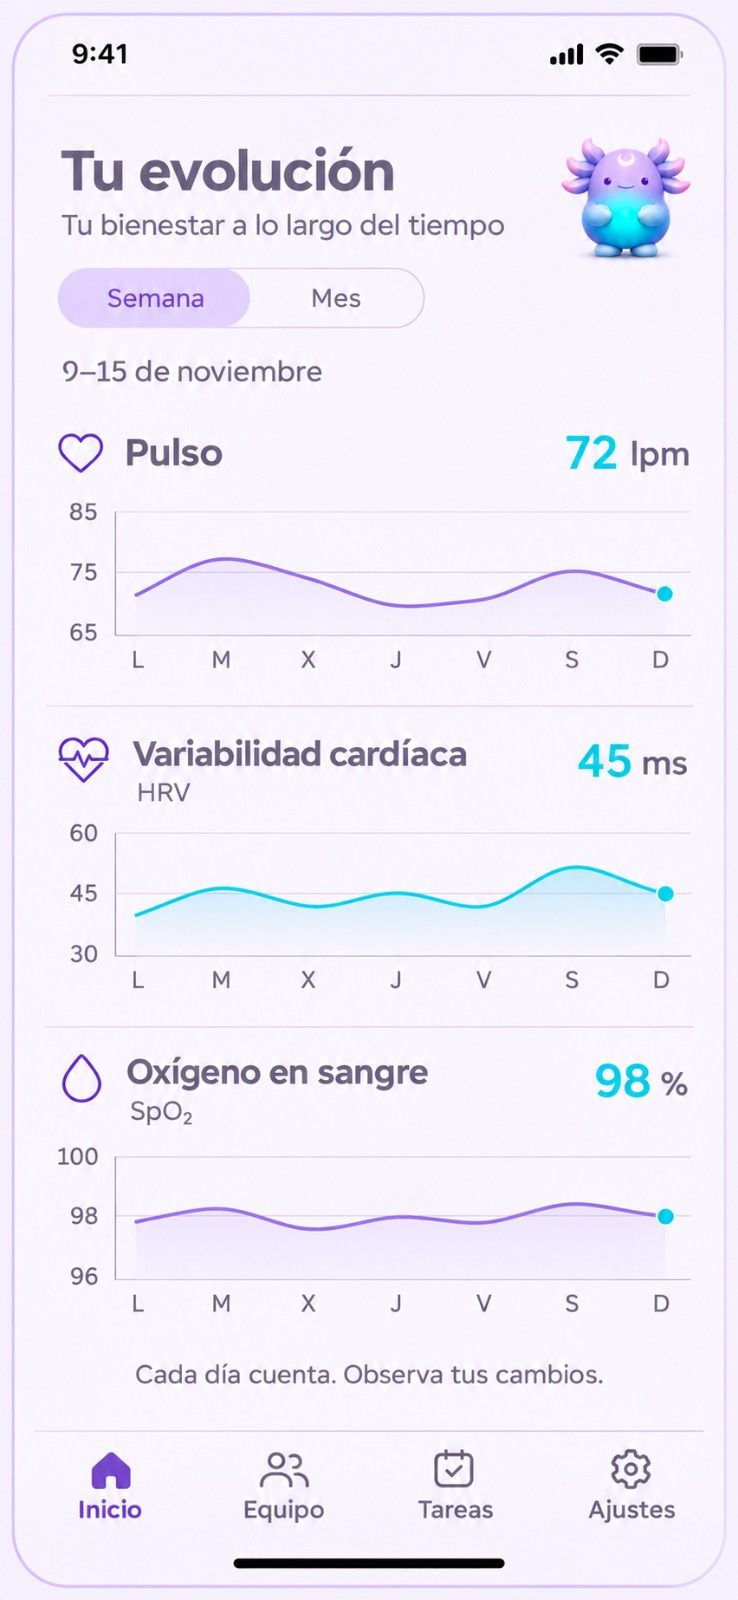 9:41
Tu evolución
Tu bienestar a lo largo del tiempo
Semana Mes
9–15 de noviembre
Pulso 72 lpm
85
75
65
L M X J V S D
Variabilidad cardíaca 45 ms
HRV
60
45
30
L M X J V S D
Oxígeno en sangre 98 %
SpO₂
100
98
96
L M X J V S D
Cada día cuenta. Observa tus cambios.
Inicio Equipo Tareas Ajustes